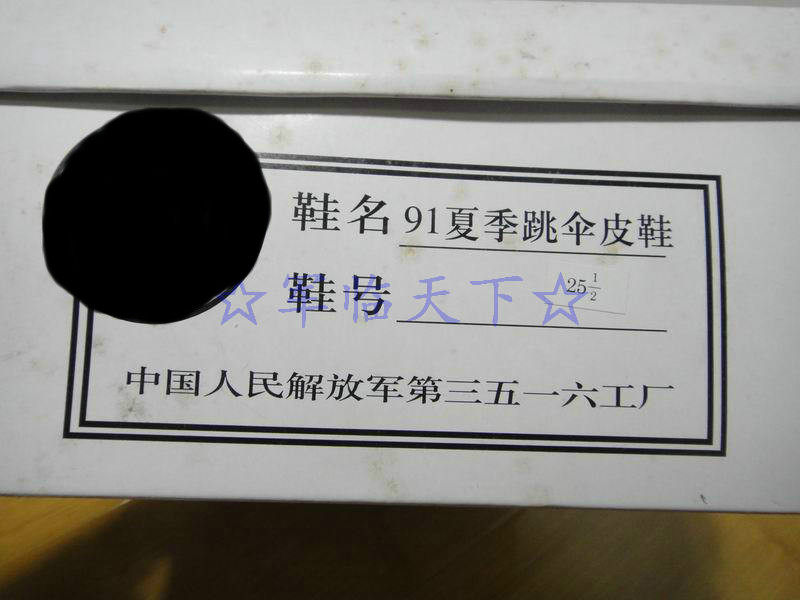 鞋名 91夏季跳伞皮鞋
鞋号 25 1/2
☆军临天下☆
中国人民解放军第三五一六工厂